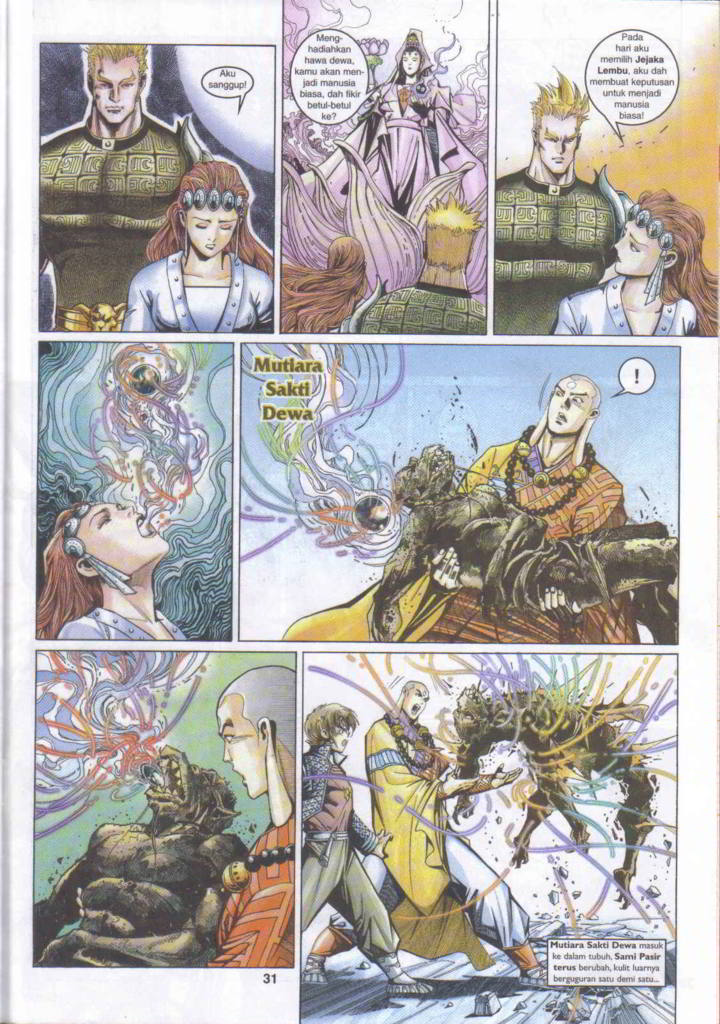 Aku
sanggup!
Meng-
hadiahkan
hawa dewa,
kamu akan men-
jadi manusia
biasa, dah fikir
betul-betul
ke?
Pada
hari aku
memilih Jejaka
Lembu, aku dah
membuat keputusan
untuk menjadi
manusia
biasa!
Mutiara
Sakti
Dewa
!
Mutiara Sakti Dewa masuk
ke dalam tubuh, Sami Pasir
terus berubah, kulit luarnya
berguguran satu demi satu...
31